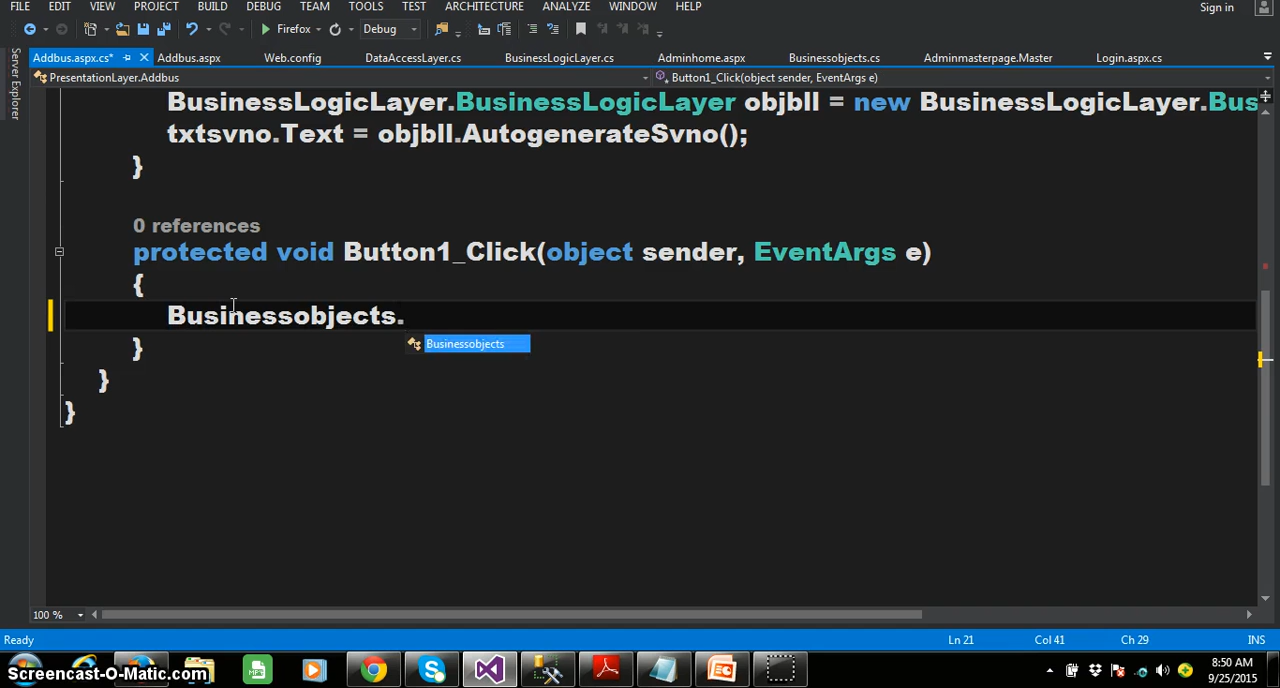 FILE EDIT VIEW PROJECT BUILD DEBUG TEAM TOOLS TEST ARCHITECTURE ANALYZE WINDOW HELP Sign in
Firefox Debug
Addbus.aspx.cs* Addbus.aspx Web.config DataAccessLayer.cs BusinessLogicLayer.cs Adminhome.aspx Businessobjects.cs Adminmasterpage.Master Login.aspx.cs
Server Explorer
PresentationLayer.Addbus Button1_Click(object sender, EventArgs e)
BusinessLogicLayer.BusinessLogicLayer objbll = new BusinessLogicLayer.Bus
txtsvno.Text = objbll.AutogenerateSvno();
}
0 references
protected void Button1_Click(object sender, EventArgs e)
{
Businessobjects.
Businessobjects
}
}
}
100 %
Ready Ln 21 Col 41 Ch 29 INS
Screencast-O-Matic.com
8:50 AM
9/25/2015